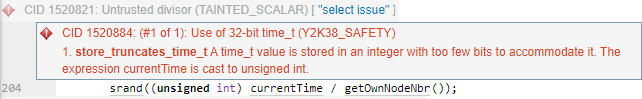 CID 1520821: Untrusted divisor (TAINTED_SCALAR) [ "select issue" ]
CID 1520884: (#1 of 1): Use of 32-bit time_t (Y2K38_SAFETY)
1. store_truncates_time_t A time_t value is stored in an integer with too few bits to accommodate it. The
expression currentTime is cast to unsigned int.
204 srand((unsigned int) currentTime / getOwnNodeNbr());